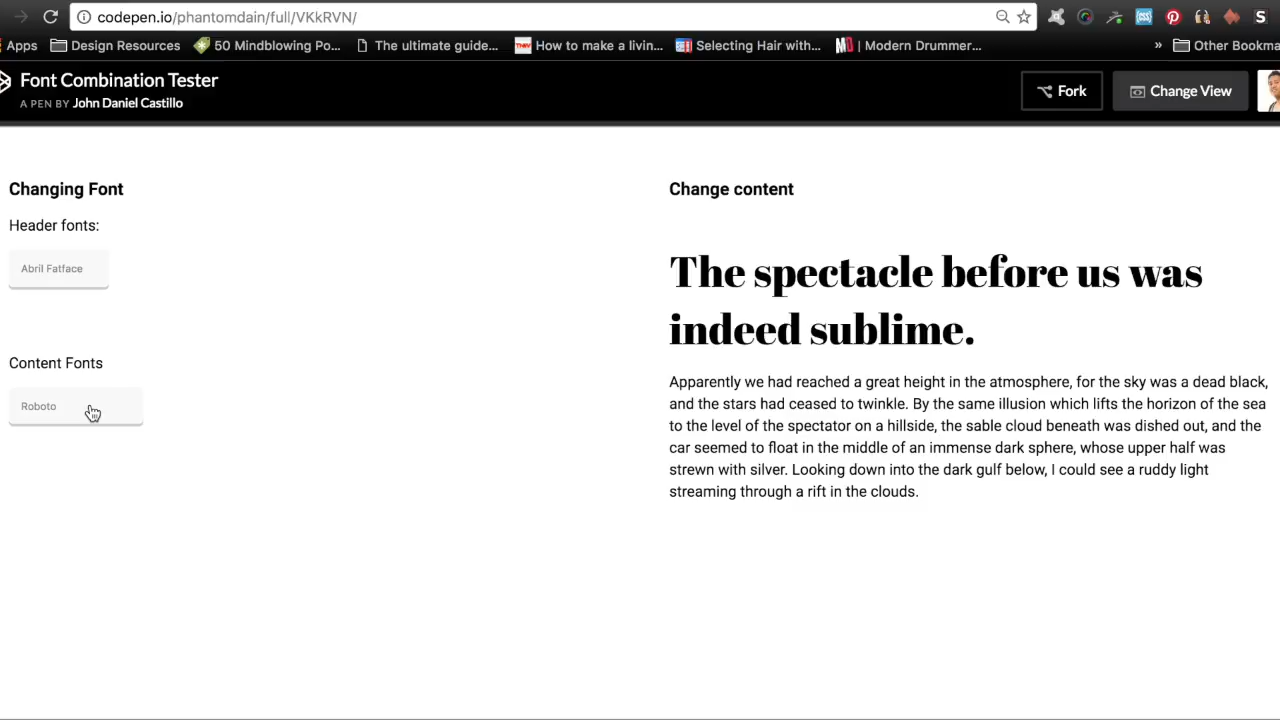 codepen.io/phantomdain/full/VKkRVN/
Apps Design Resources 50 Mindblowing Po... The ultimate guide... How to make a livin... Selecting Hair with... | Modern Drummer... » Other Bookma
Font Combination Tester
A PEN BY John Daniel Castillo
Fork Change View
Changing Font
Header fonts:
Abril Fatface
Content Fonts
Roboto
Change content
The spectacle before us was
indeed sublime.
Apparently we had reached a great height in the atmosphere, for the sky was a dead black,
and the stars had ceased to twinkle. By the same illusion which lifts the horizon of the sea
to the level of the spectator on a hillside, the sable cloud beneath was dished out, and the
car seemed to float in the middle of an immense dark sphere, whose upper half was
strewn with silver. Looking down into the dark gulf below, I could see a ruddy light
streaming through a rift in the clouds.